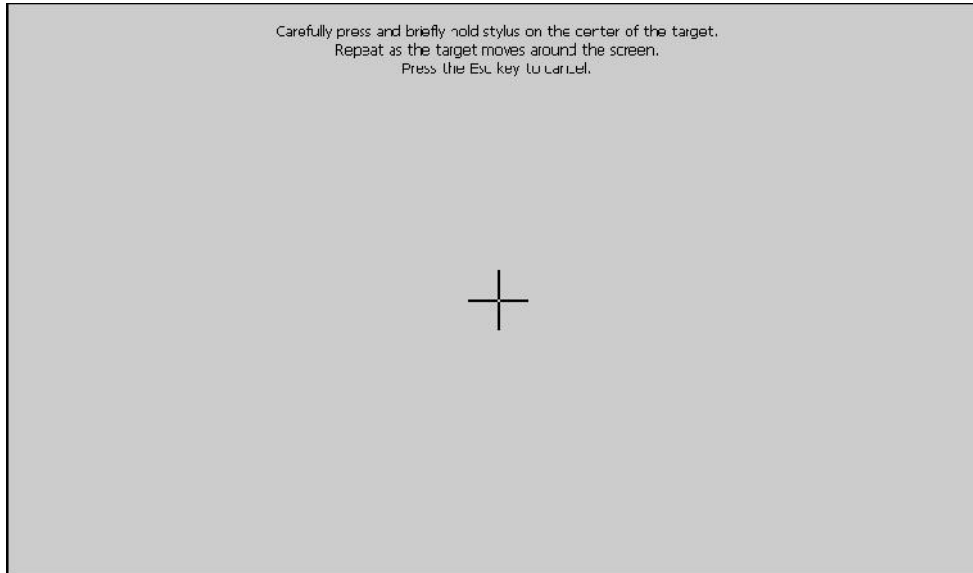 Carefully press and briefly hold stylus on the center of the target.
Repeat as the target moves around the screen.
Press the Esc key to cancel.